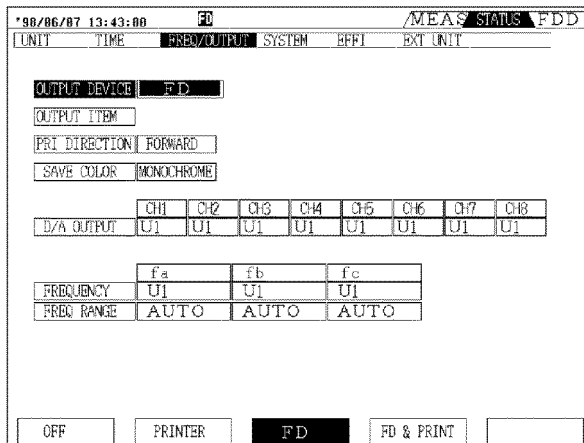 '98/06/07 13:43:00 FD MEAS STATUS FDD
UNIT TIME FREQ/OUTPUT SYSTEM EFFI EXT UNIT
OUTPUT DEVICE FD
OUTPUT ITEM
PRI DIRECTION FORWARD
SAVE COLOR MONOCHROME
CH1 CH2 CH3 CH4 CH5 CH6 CH7 CH8
D/A OUTPUT U1 U1 U1 U1 U1 U1 U1 U1
fa fb fc
FREQUENCY U1 U1 U1
FREQ RANGE AUTO AUTO AUTO
OFF PRINTER FD FD & PRINT